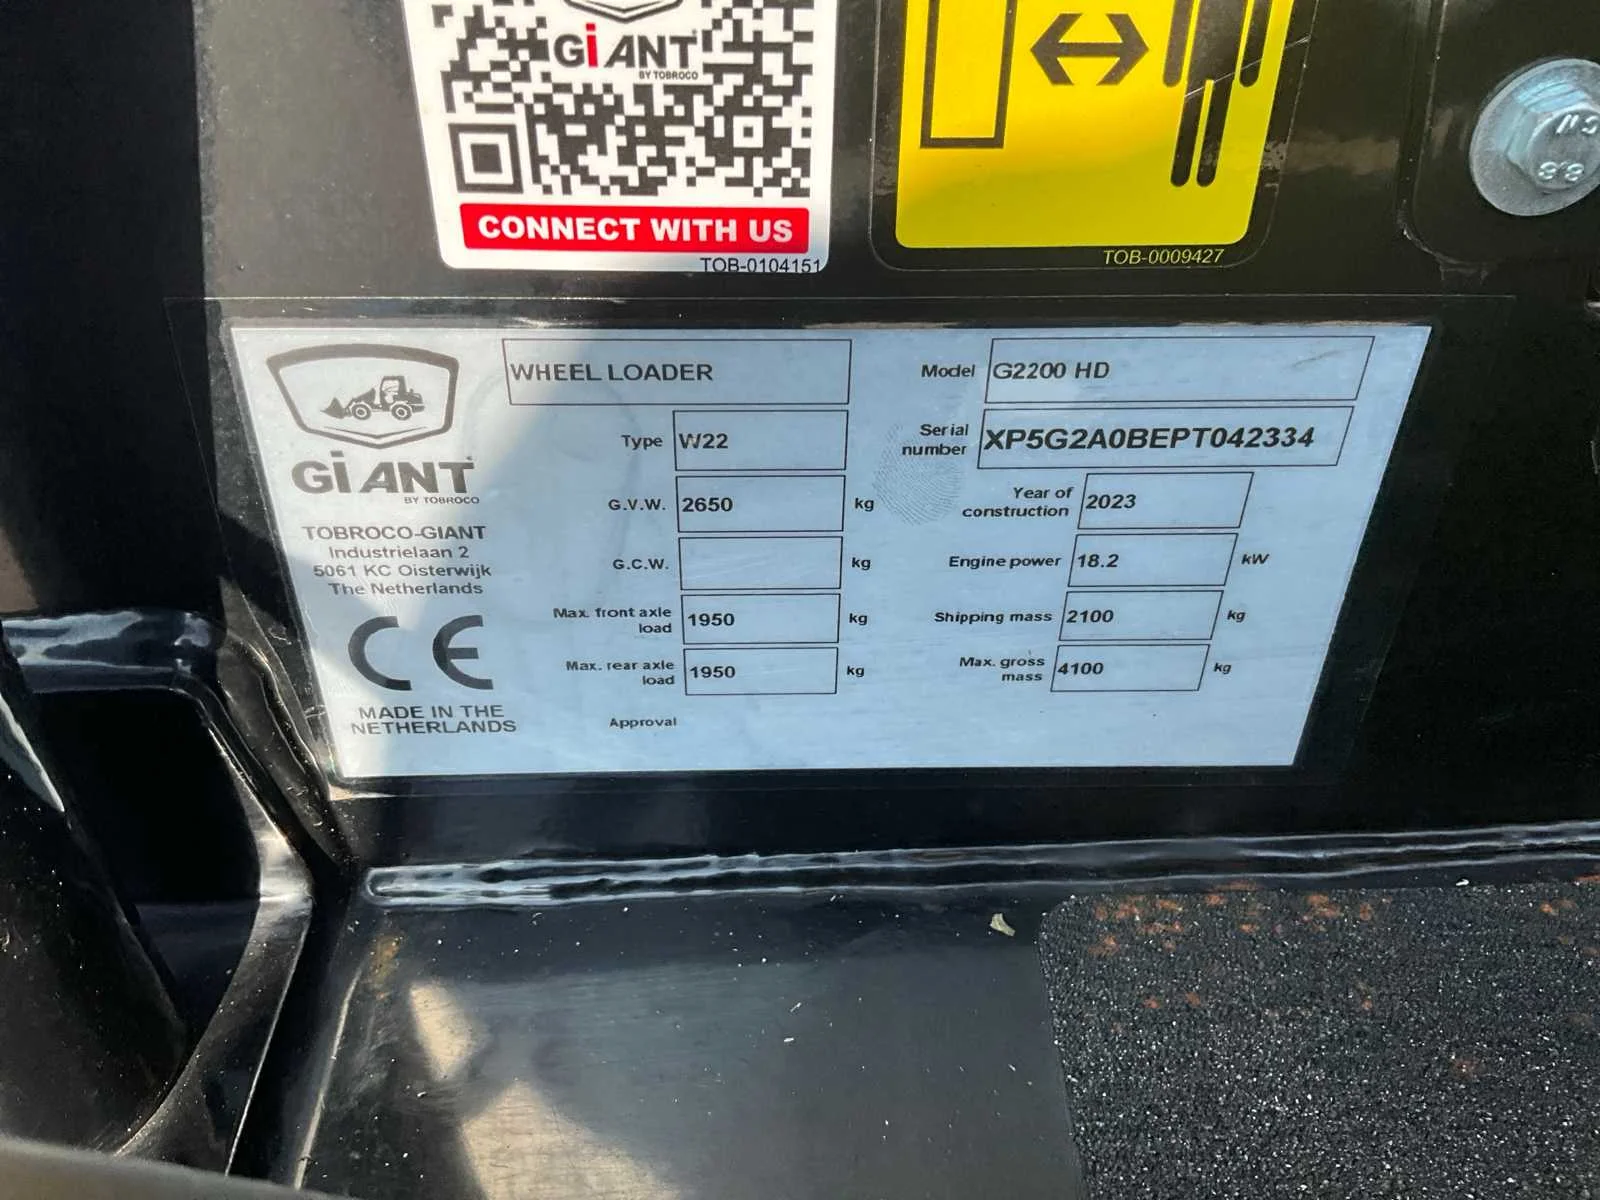 GiANT
BY TOBROCO
CONNECT WITH US
TOB-0104151
TOB-0009427
8.8
WHEEL LOADER
Model G2200 HD
Type W22
Serial number XP5G2A0BEPT042334
G.V.W. 2650 kg
Year of construction 2023
G.C.W. kg
Engine power 18.2 kW
Max. front axle load 1950 kg
Shipping mass 2100 kg
Max. rear axle load 1950 kg
Max. gross mass 4100 kg
Approval
GiANT
BY TOBROCO
TOBROCO-GIANT
Industrielaan 2
5061 KC Oisterwijk
The Netherlands
CE
MADE IN THE
NETHERLANDS